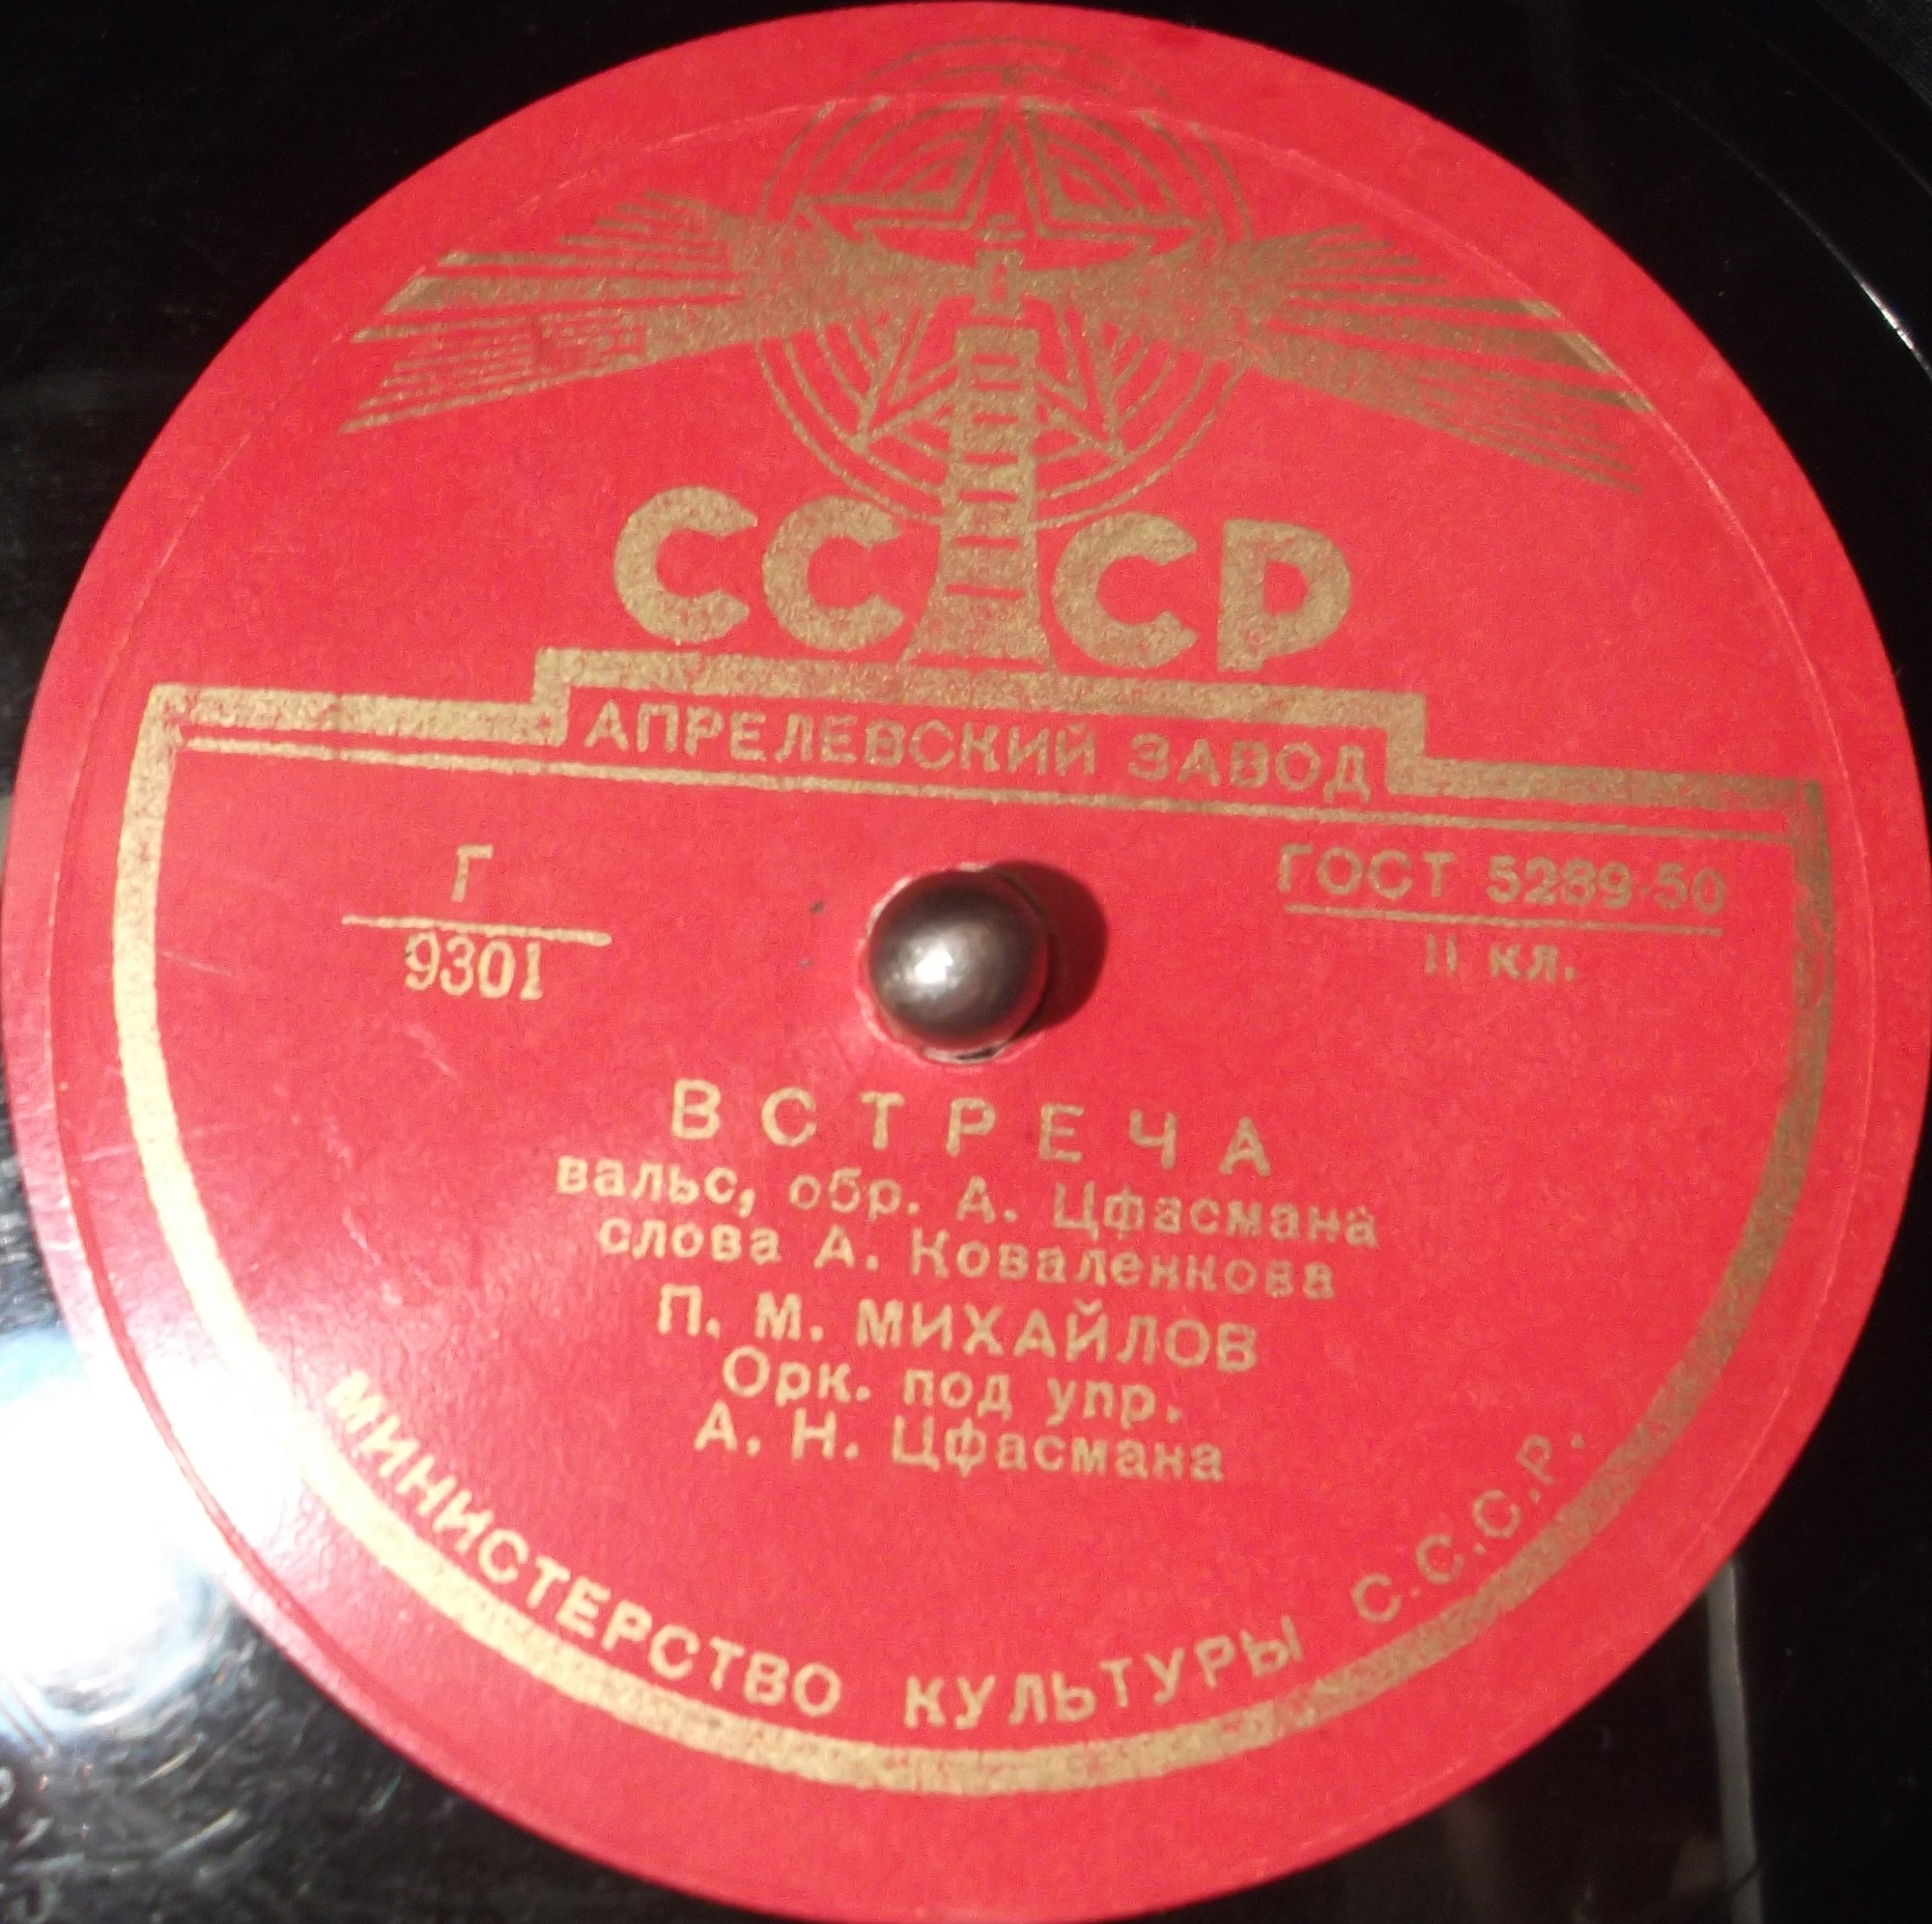 СССР
АПРЕЛЕВСКИЙ ЗАВОД
Г
9301
ГОСТ 5289-50
II кл.
ВСТРЕЧА
вальс, обр. А. Цфасмана
слова А. Коваленкова
П. М. МИХАЙЛОВ
Орк. под упр.
А. Н. Цфасмана
МИНИСТЕРСТВО КУЛЬТУРЫ С.С.С.Р.